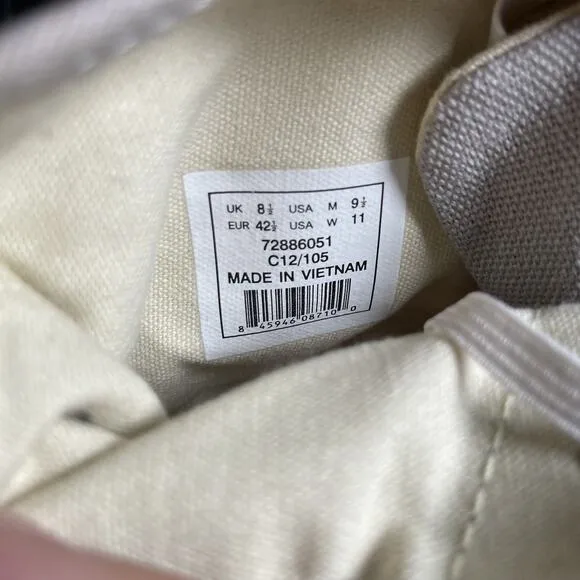 UK 8½ USA M 9½
EUR 42½ USA W 11
72886051
C12/105
MADE IN VIETNAM
8 45946 08710 0